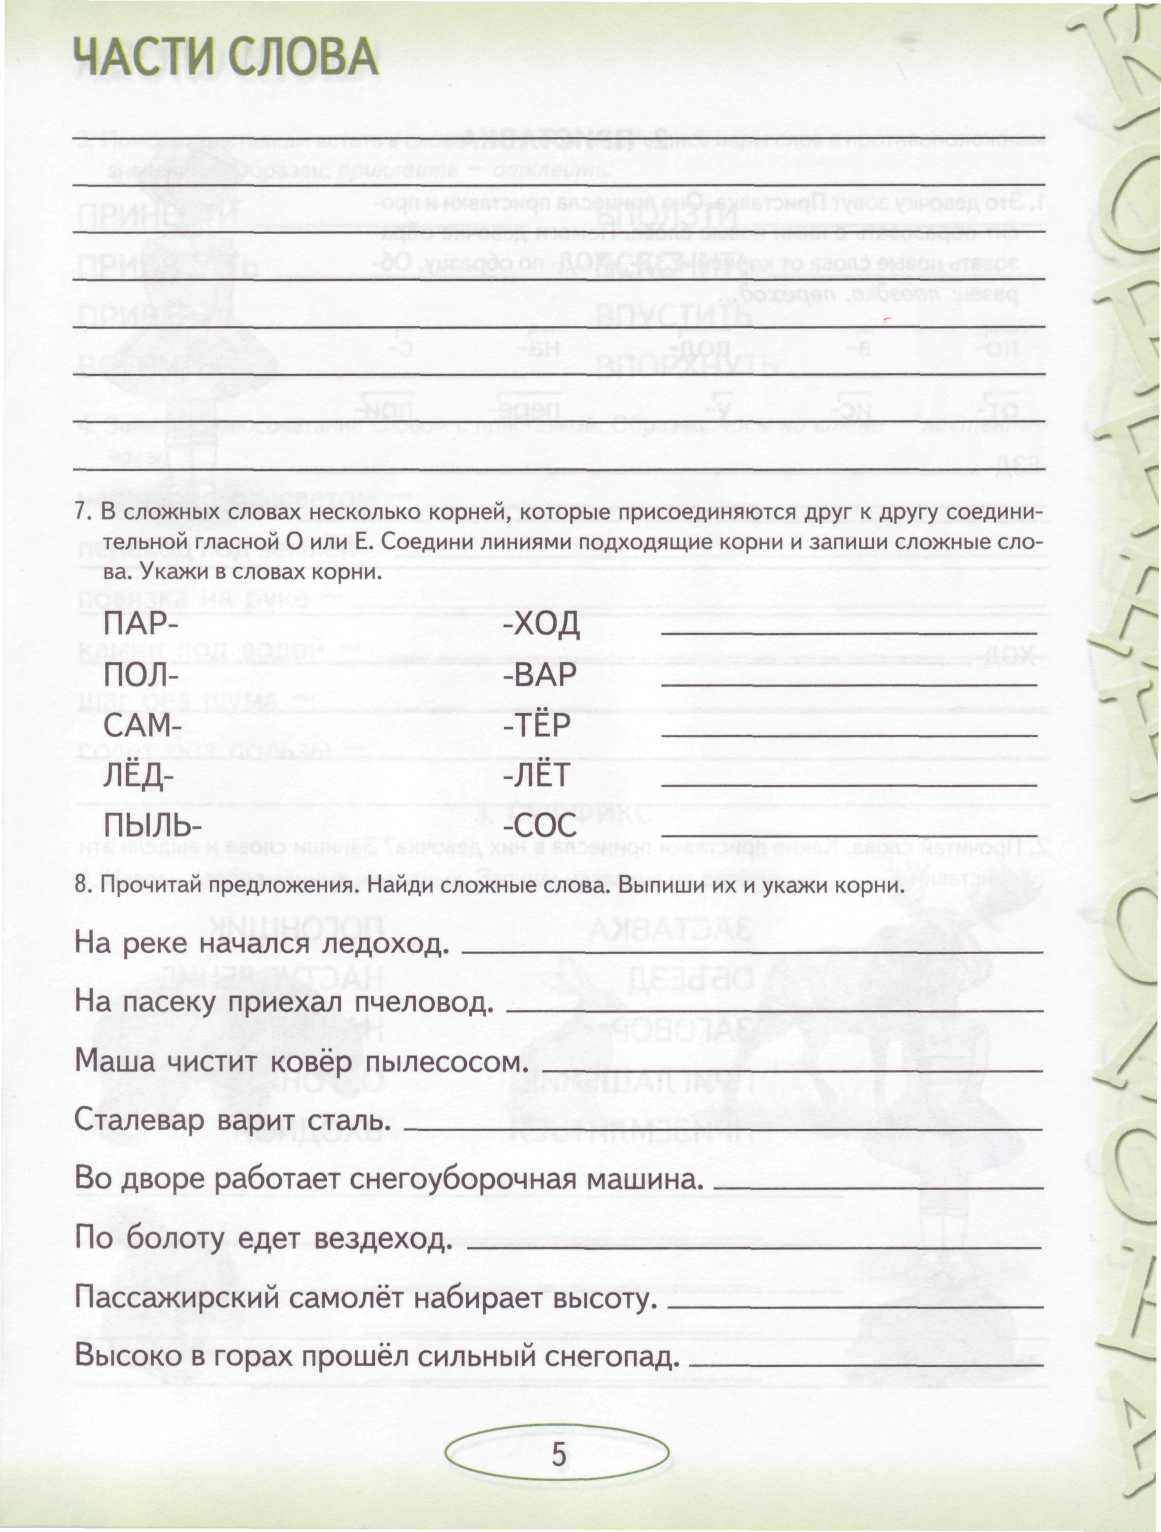 ЧАСТИ СЛОВА
7. В сложных словах несколько корней, которые присоединяются друг к другу соедини-
тельной гласной О или Е. Соедини линиями подходящие корни и запиши сложные сло-
ва. Укажи в словах корни.
ПАР- -ХОД
ПОЛ- -ВАР
САМ- -ТЁР
ЛЁД- -ЛЁТ
ПЫЛЬ- -СОС
8. Прочитай предложения. Найди сложные слова. Выпиши их и укажи корни.
На реке начался ледоход.
На пасеку приехал пчеловод.
Маша чистит ковёр пылесосом.
Сталевар варит сталь.
Во дворе работает снегоуборочная машина.
По болоту едет вездеход.
Пассажирский самолёт набирает высоту.
Высоко в горах прошёл сильный снегопад.
5